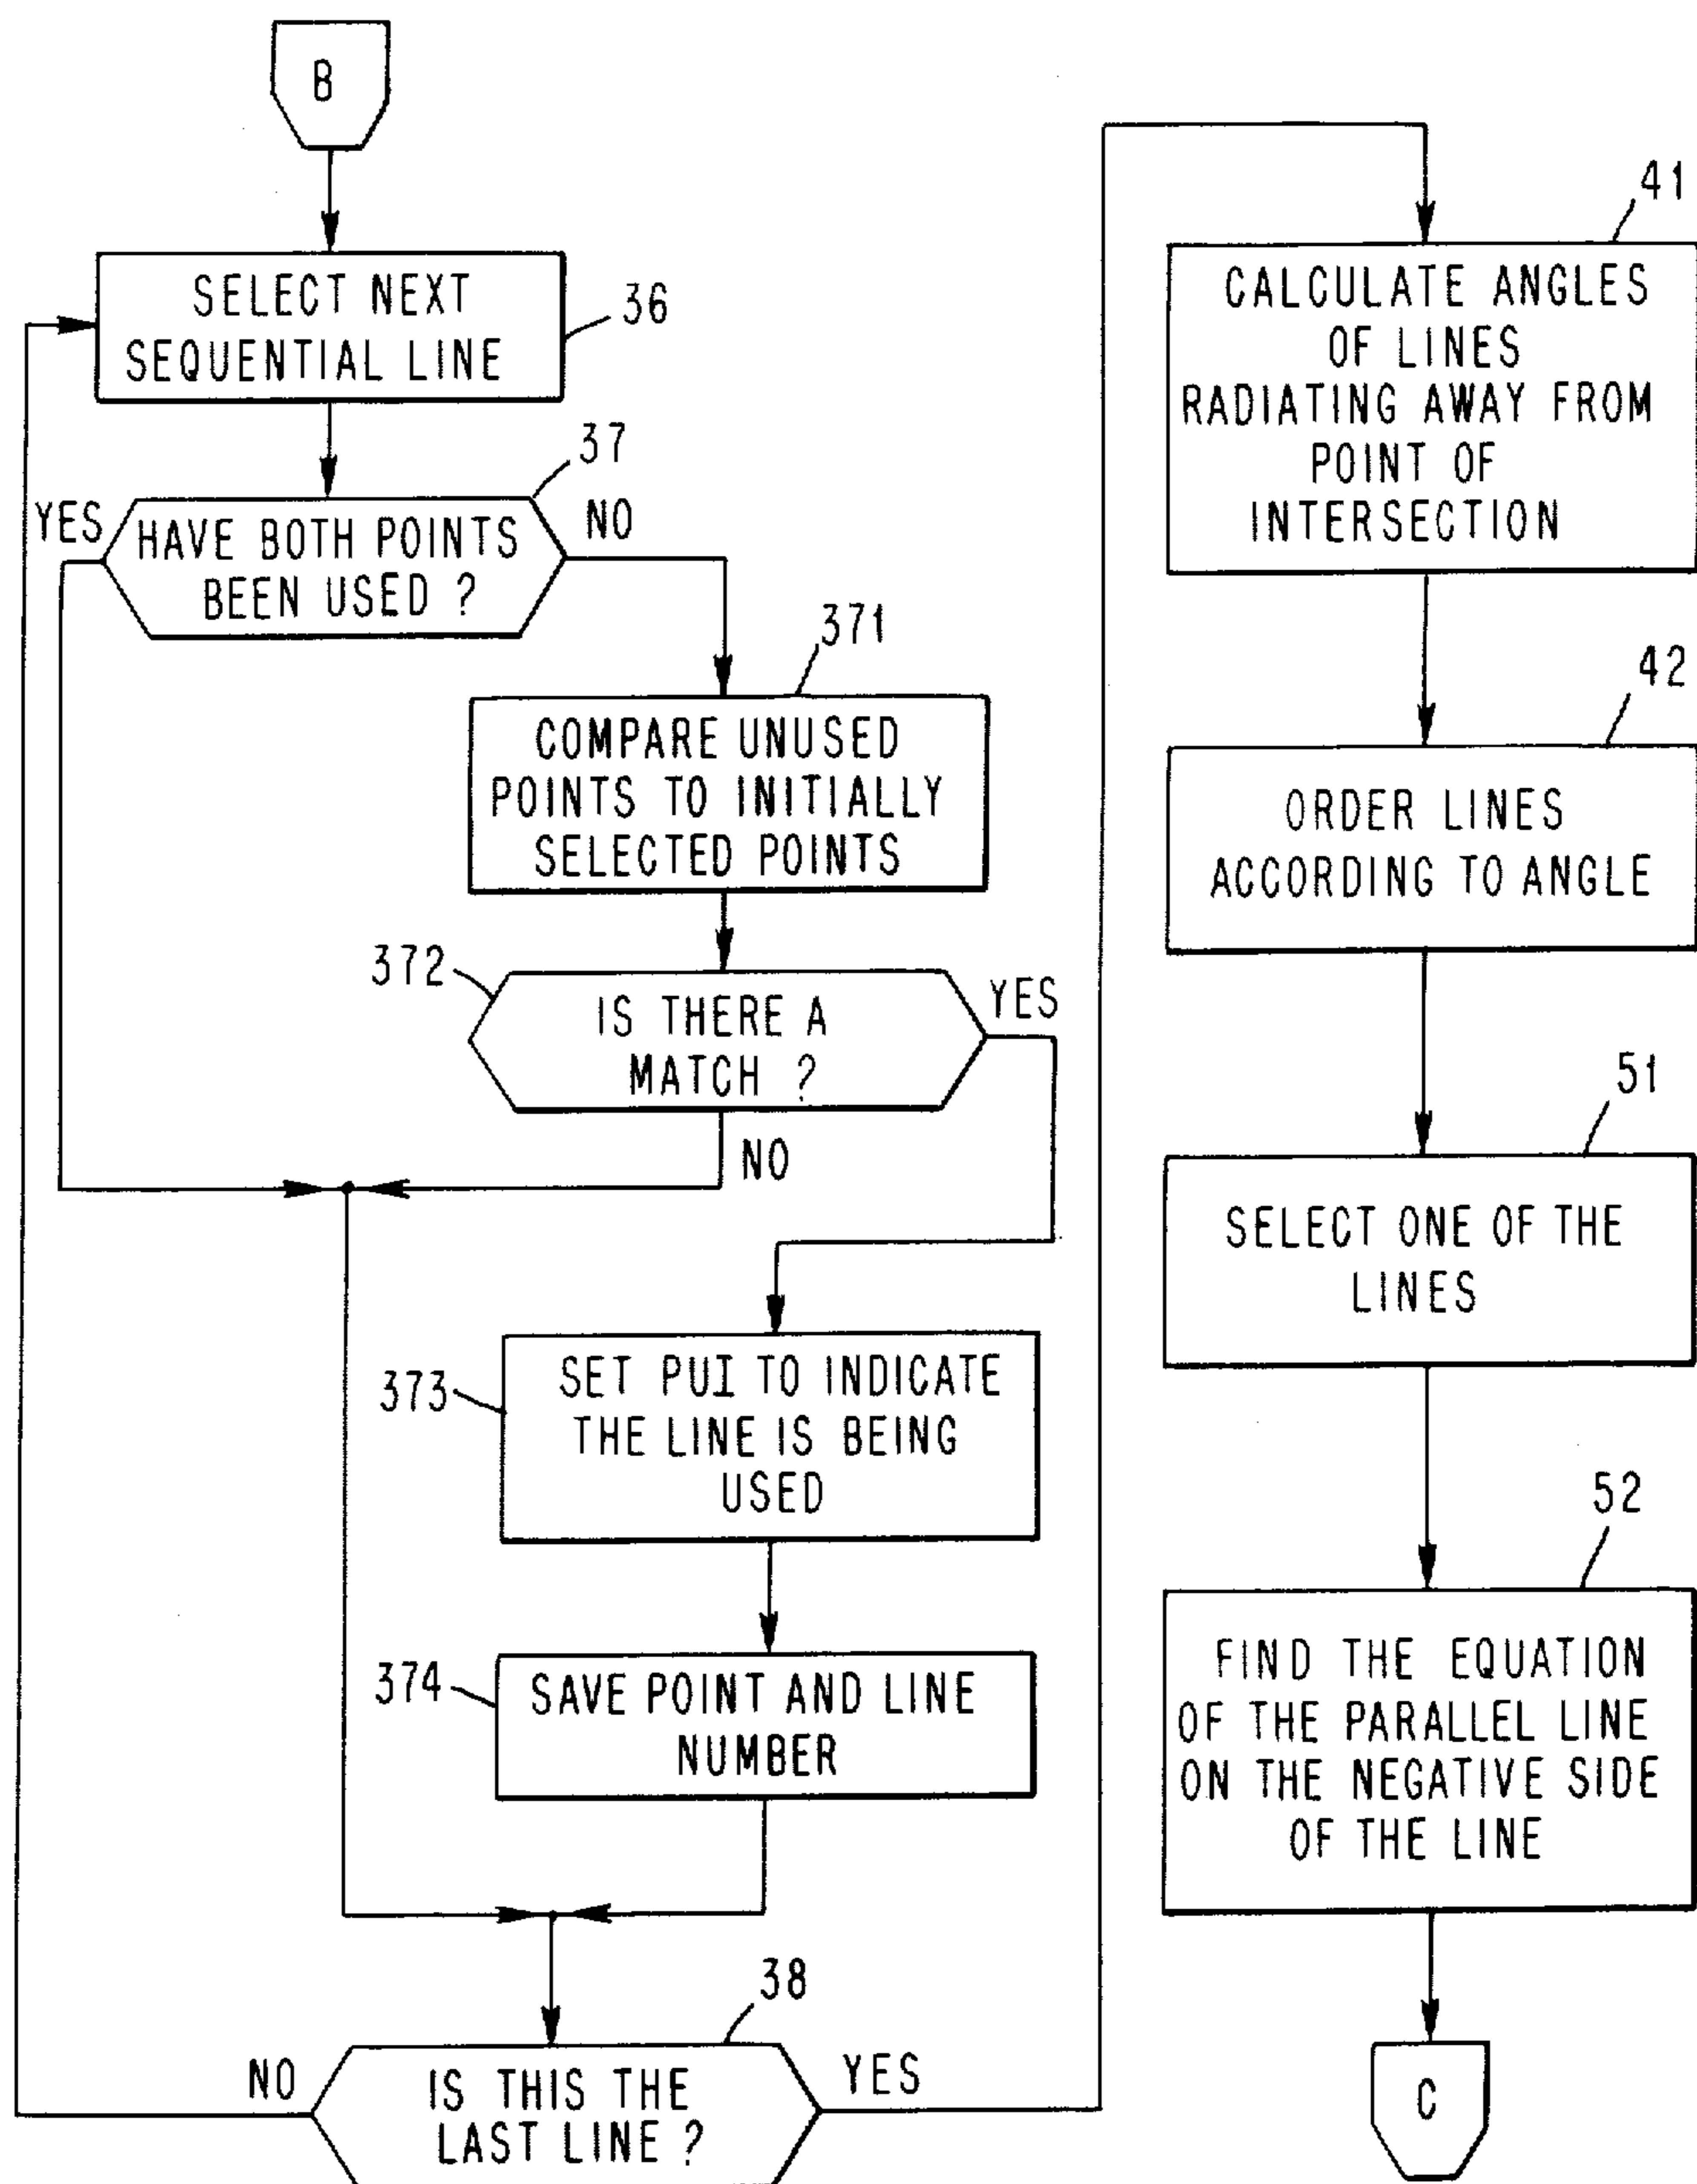 B
SELECT NEXT
SEQUENTIAL LINE
36
37
YES
HAVE BOTH POINTS
BEEN USED ?
NO
371
COMPARE UNUSED
POINTS TO INITIALLY
SELECTED POINTS
372
IS THERE A
MATCH ?
YES
NO
373
SET PUI TO INDICATE
THE LINE IS BEING
USED
374
SAVE POINT AND LINE
NUMBER
38
NO
IS THIS THE
LAST LINE ?
YES
41
CALCULATE ANGLES
OF LINES
RADIATING AWAY FROM
POINT OF
INTERSECTION
42
ORDER LINES
ACCORDING TO ANGLE
51
SELECT ONE OF THE
LINES
52
FIND THE EQUATION
OF THE PARALLEL LINE
ON THE NEGATIVE SIDE
OF THE LINE
C